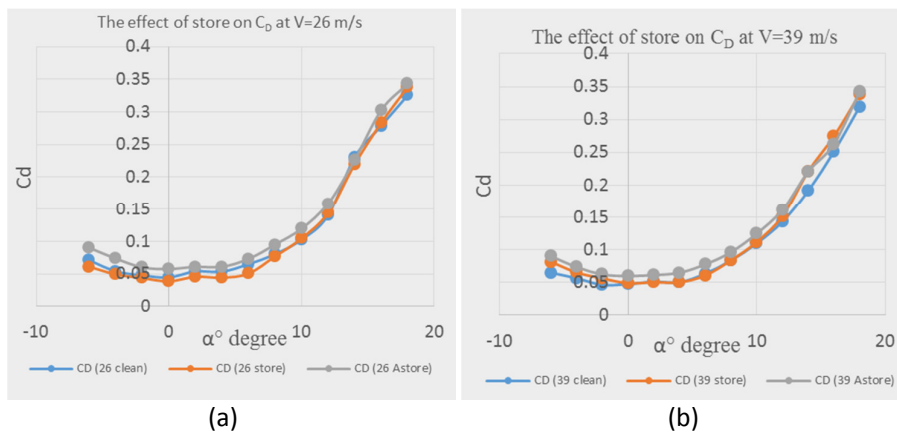 The effect of store on CD at V=26 m/s
0.4
0.35
0.3
0.25
0.2
0.15
0.1
0.05
0
Cd
-10 0 10 20
α° degree
CD (26 clean) CD (26 store) CD (26 Astore)
(a)
The effect of store on CD at V=39 m/s
0.4
0.35
0.3
0.25
0.2
0.15
0.1
0.05
0
Cd
-10 0 10 20
α° degree
CD (39 clean) CD (39 store) CD (39 Astore)
(b)